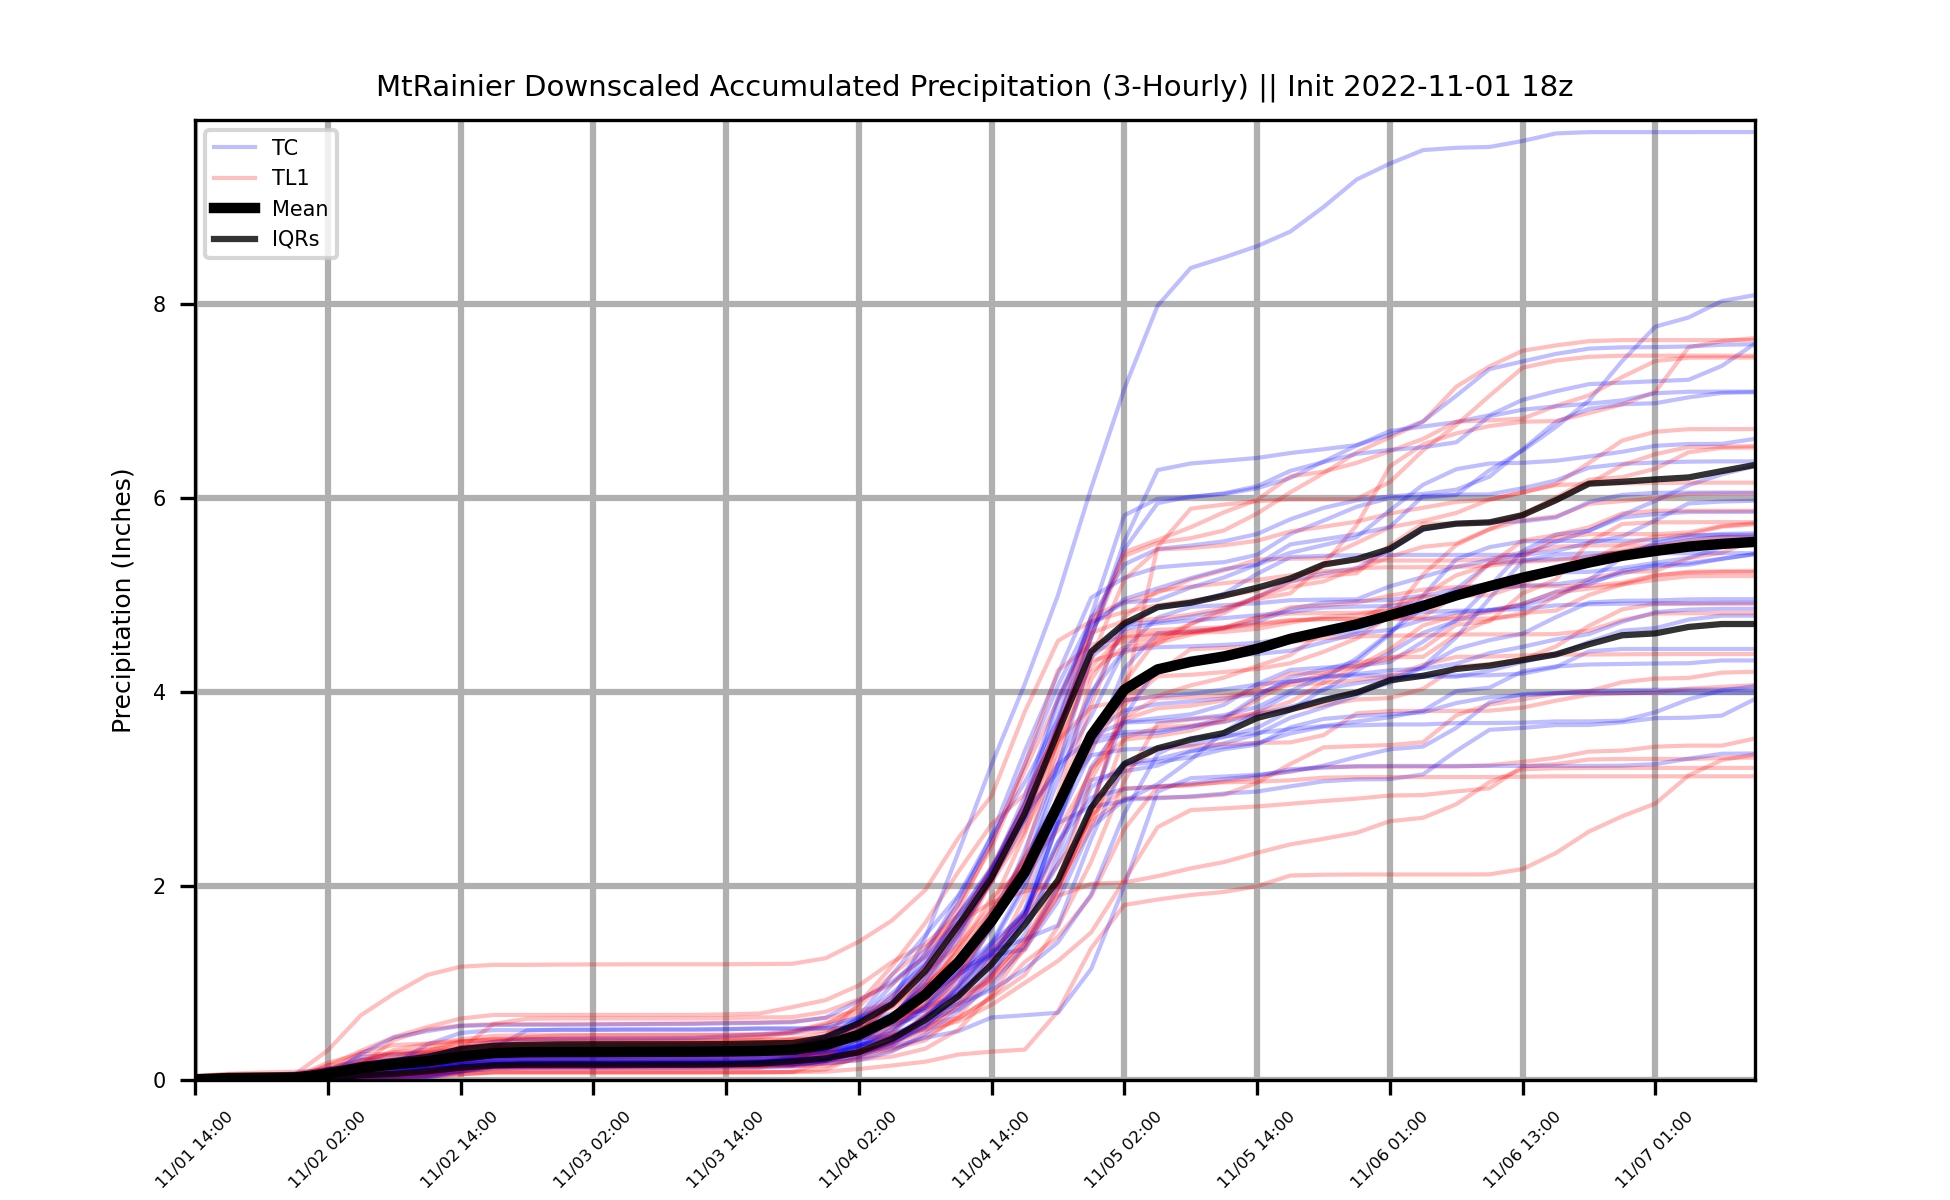 MtRainier Downscaled Accumulated Precipitation (3-Hourly) || Init 2022-11-01 18z
TC
TL1
Mean
IQRs
Precipitation (Inches)
8
6
4
2
0
11/01 14:00
11/02 02:00
11/02 14:00
11/03 02:00
11/03 14:00
11/04 02:00
11/04 14:00
11/05 02:00
11/05 14:00
11/06 01:00
11/06 13:00
11/07 01:00